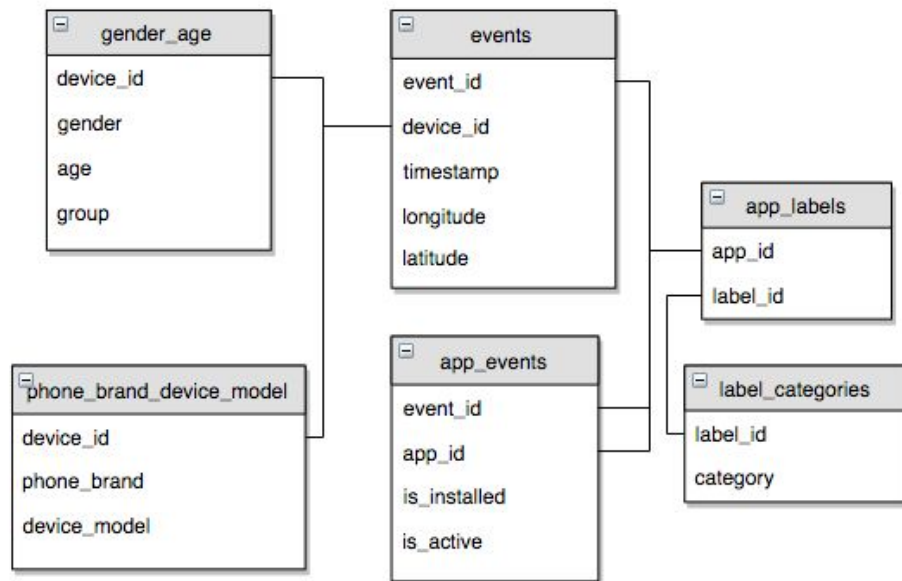 gender_age
device_id
gender
age
group
events
event_id
device_id
timestamp
longitude
latitude
app_labels
app_id
label_id
phone_brand_device_model
device_id
phone_brand
device_model
app_events
event_id
app_id
is_installed
is_active
label_categories
label_id
category